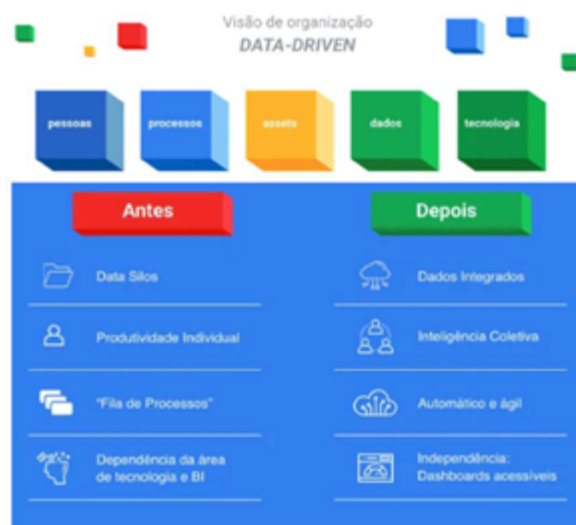 Visão de organização
DATA-DRIVEN
pessoas
processos
assets
dados
tecnologia
Antes
Depois
Data Silos
Dados Integrados
Produtividade Individual
Inteligência Coletiva
"Fila de Processos"
Automático e ágil
Dependência da área
de tecnologia e BI
Independência:
Dashboards acessíveis